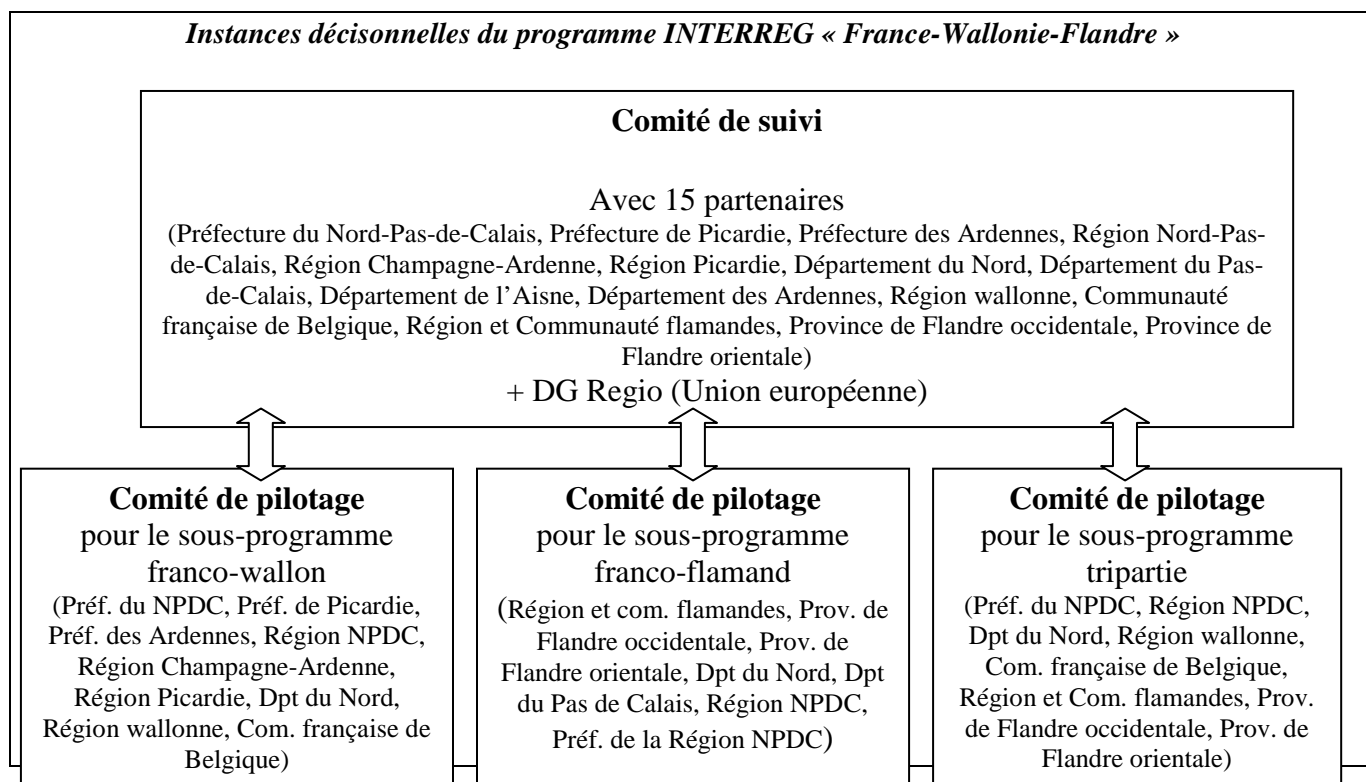 Instances décisonnelles du programme INTERREG « France-Wallonie-Flandre »
Comité de suivi
Avec 15 partenaires
(Préfecture du Nord-Pas-de-Calais, Préfecture de Picardie, Préfecture des Ardennes, Région Nord-Pas-
de-Calais, Région Champagne-Ardenne, Région Picardie, Département du Nord, Département du Pas-
de-Calais, Département de l’Aisne, Département des Ardennes, Région wallonne, Communauté
française de Belgique, Région et Communauté flamandes, Province de Flandre occidentale, Province de
Flandre orientale)
+ DG Regio (Union européenne)
Comité de pilotage
pour le sous-programme
franco-wallon
(Préf. du NPDC, Préf. de Picardie,
Préf. des Ardennes, Région NPDC,
Région Champagne-Ardenne,
Région Picardie, Dpt du Nord,
Région wallonne, Com. française de
Belgique)
Comité de pilotage
pour le sous-programme
franco-flamand
(Région et com. flamandes, Prov. de
Flandre occidentale, Prov. de
Flandre orientale, Dpt du Nord, Dpt
du Pas de Calais, Région NPDC,
Préf. de la Région NPDC)
Comité de pilotage
pour le sous-programme
tripartie
(Préf. du NPDC, Région NPDC,
Dpt du Nord, Région wallonne,
Com. française de Belgique,
Région et Com. flamandes, Prov.
de Flandre occidentale, Prov. de
Flandre orientale)